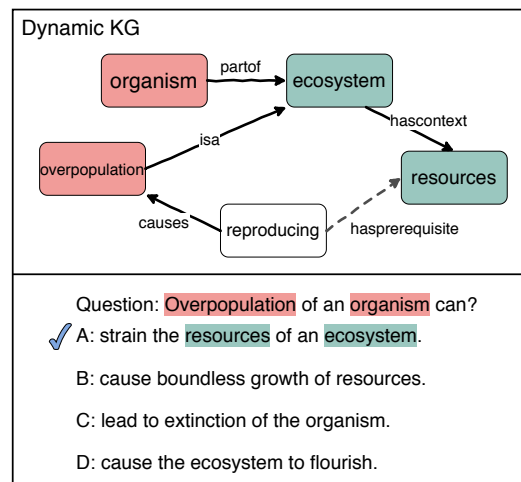 Dynamic KG
partof
organism
ecosystem
hascontext
isa
overpopulation
resources
causes
reproducing
hasprerequisite
Question: Overpopulation of an organism can?
A: strain the resources of an ecosystem.
B: cause boundless growth of resources.
C: lead to extinction of the organism.
D: cause the ecosystem to flourish.